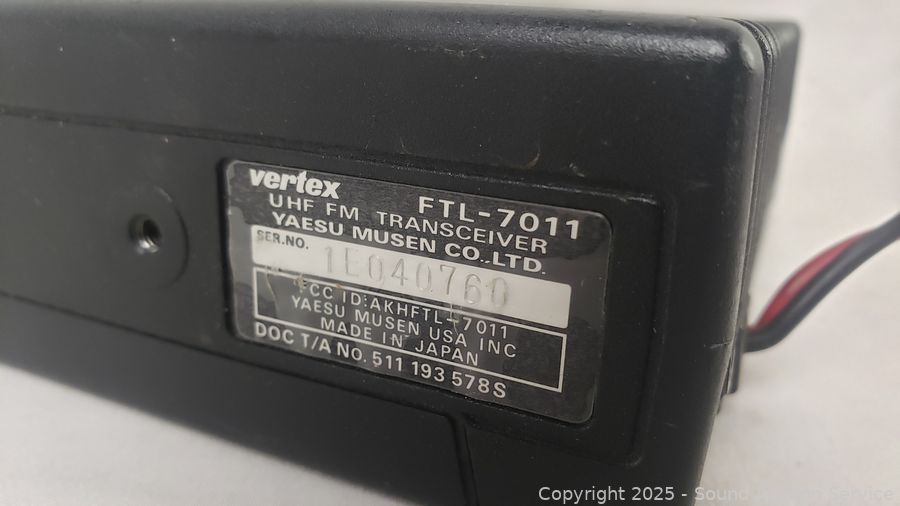 vertex FTL-7011
UHF FM TRANSCEIVER
YAESU MUSEN CO.,LTD.
SER.NO. 1E040760
FCC ID:AKHFTL-7011
YAESU MUSEN USA INC
MADE IN JAPAN
DOC T/A NO. 511 193 578S
Copyright 2025 - Sound Service